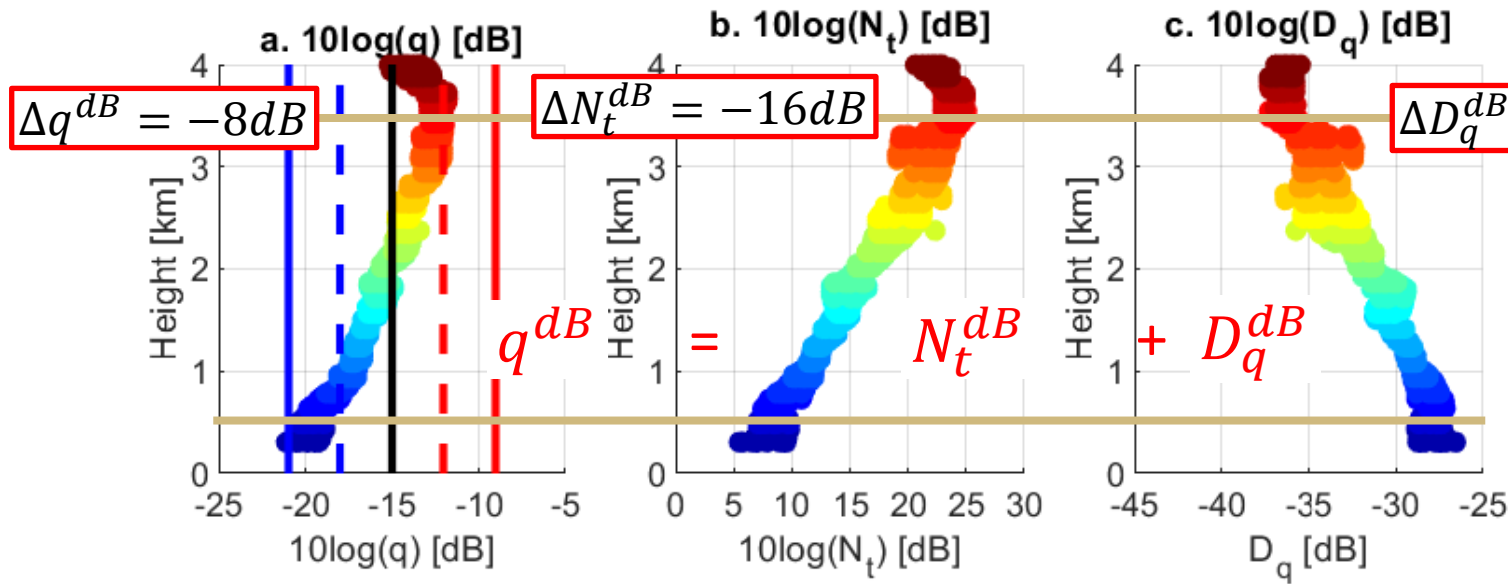 a. 10log(q) [dB]
b. 10log(N_t) [dB]
c. 10log(D_q) [dB]
Δq^{dB} = −8dB
ΔN_t^{dB} = −16dB
ΔD_q^{dB}
4
3
2
1
0
Height [km]
-25 -20 -15 -10 -5
10log(q) [dB]
4
3
2
1
0
Height [km]
0 5 10 15 20 25 30
10log(N_t) [dB]
4
3
2
1
0
Height [km]
-45 -40 -35 -30 -25
D_q [dB]
q^{dB} = N_t^{dB} + D_q^{dB}